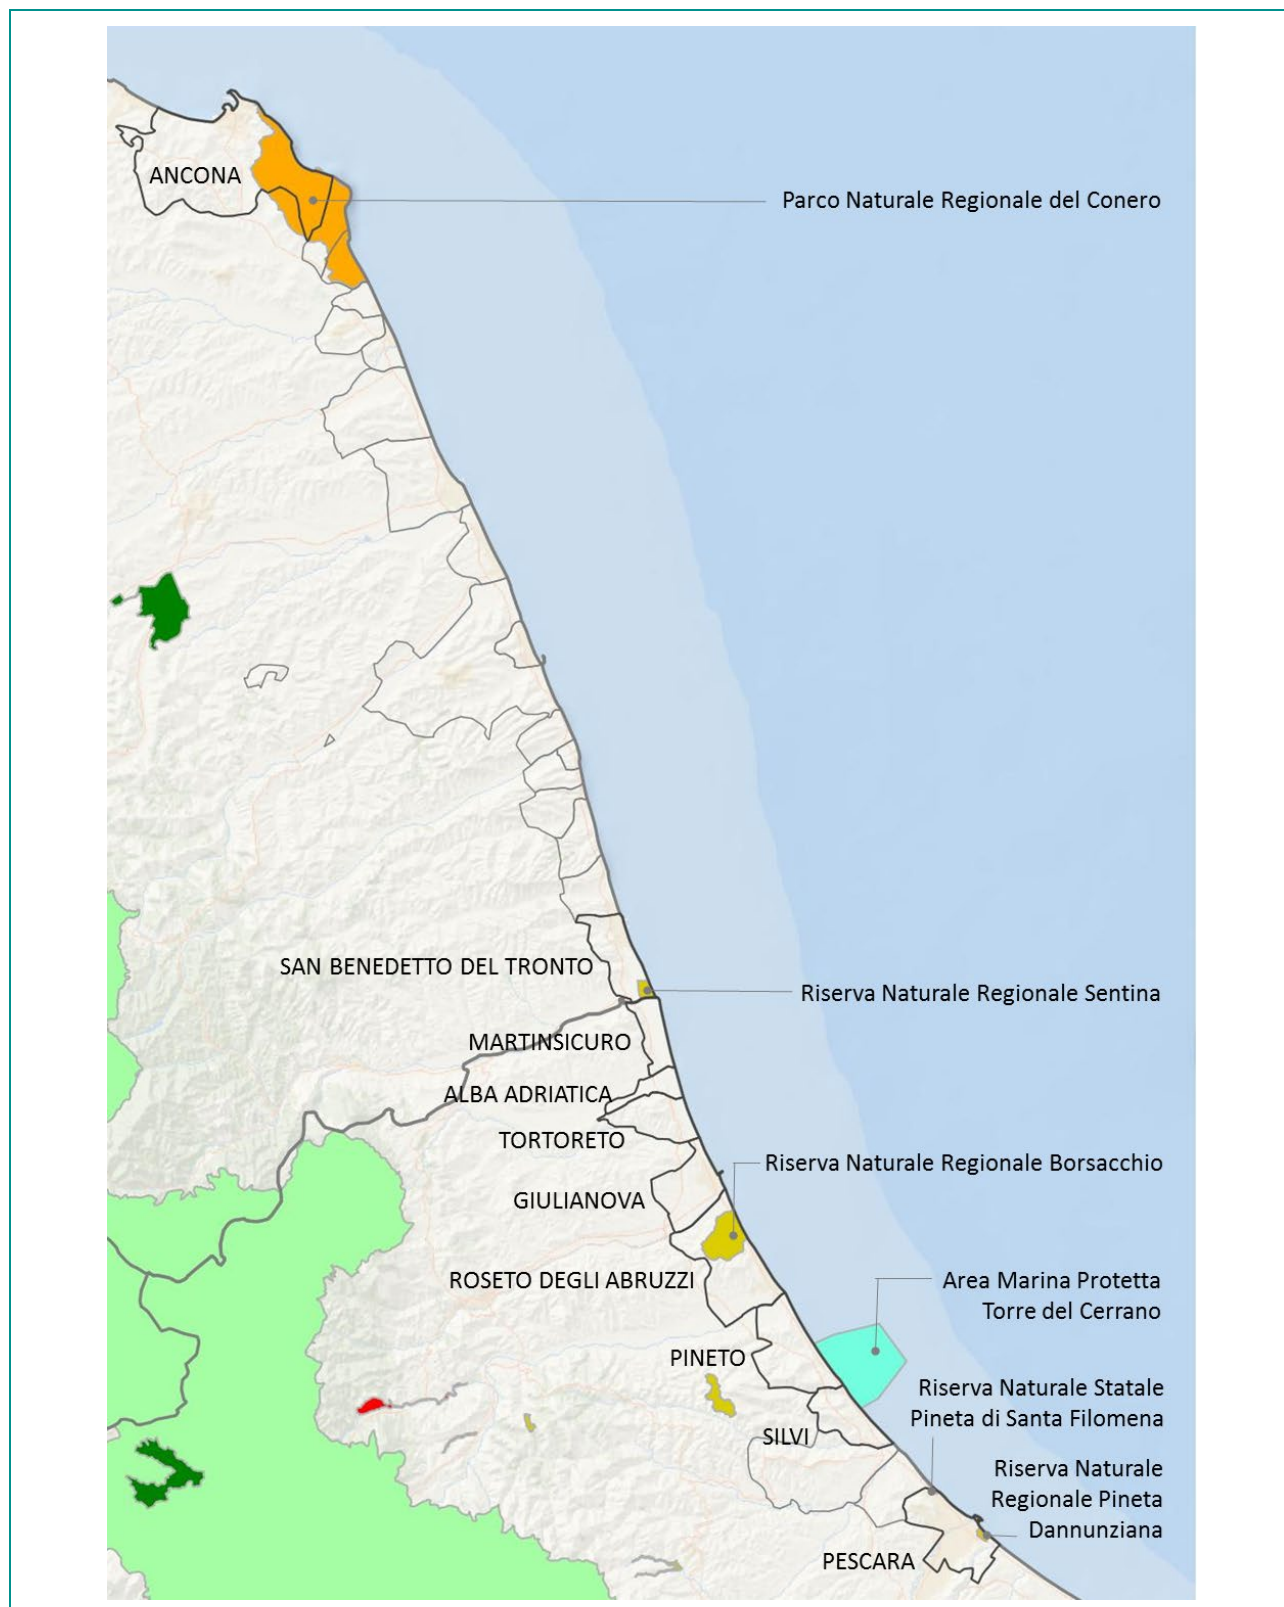 ANCONA
Parco Naturale Regionale del Conero
SAN BENEDETTO DEL TRONTO
Riserva Naturale Regionale Sentina
MARTINSICURO
ALBA ADRIATICA
TORTORETO
Riserva Naturale Regionale Borsacchio
GIULIANOVA
ROSETO DEGLI ABRUZZI
Area Marina Protetta
Torre del Cerrano
PINETO
Riserva Naturale Statale
Pineta di Santa Filomena
SILVI
Riserva Naturale
Regionale Pineta
Dannunziana
PESCARA